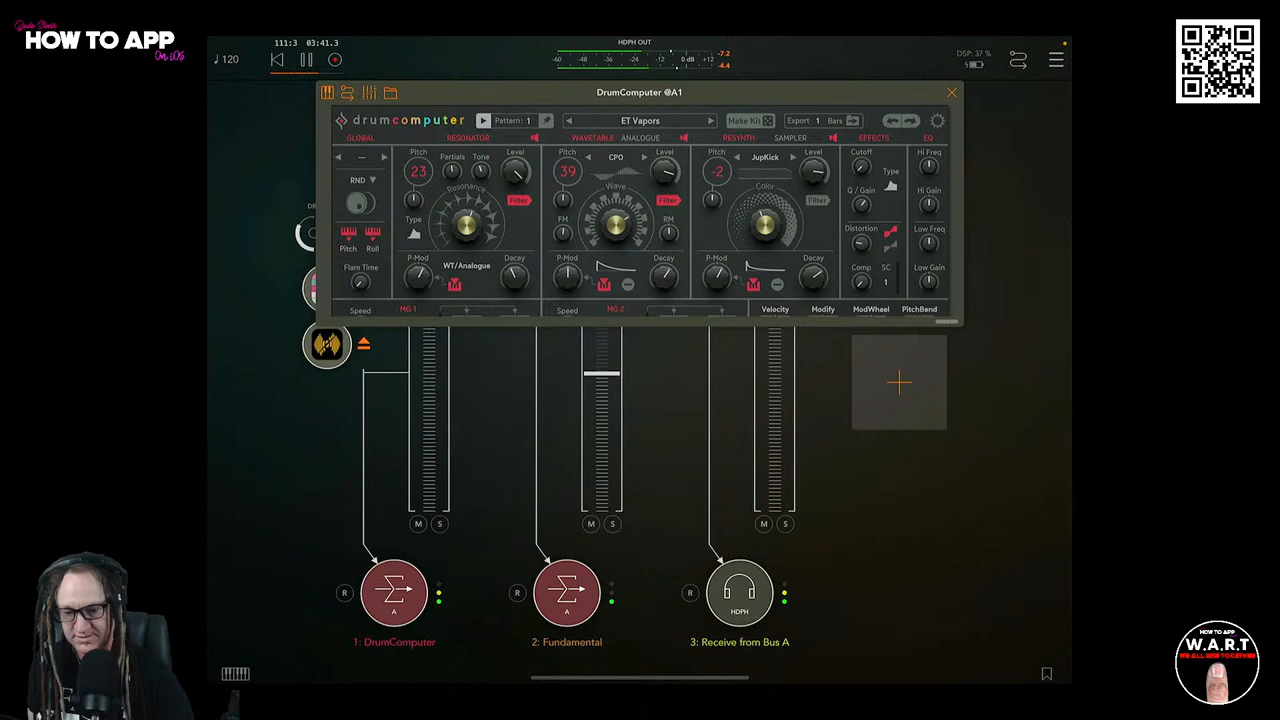 Jade Starr
HOW TO APP
On iOS
♩ 120
111:3 03:41.3
HDPH OUT
-60 -48 -36 -24 -12 0 dB +12
-7.2
-4.4
DSP: 37 %
DrumComputer @A1
drumcomputer
Pattern: 1
ET Vapors
Make Kit
Export 1 Bars
GLOBAL RESONATOR WAVETABLE ANALOGUE RESYNTH SAMPLER EFFECTS EQ
-- Pitch Partials Tone Level Pitch CPO Level Pitch JupKick Level Cutoff Hi Freq
23 39 -2
RND Resonance Wave Color Type
Filter Filter Filter Q / Gain Hi Gain
Type FM RM Distortion Low Freq
Pitch Roll
P-Mod WT/Analogue Decay P-Mod Decay P-Mod Decay
M M M
Flam Time Comp SC Low Gain
1
Speed MG 1 Speed MG 2 Velocity Modify ModWheel PitchBend
M S M S M S
R A R A R HDPH
1: DrumComputer 2: Fundamental 3: Receive from Bus A
HOW TO APP
W.A.R.T
WE ALL RISE TOGETHER